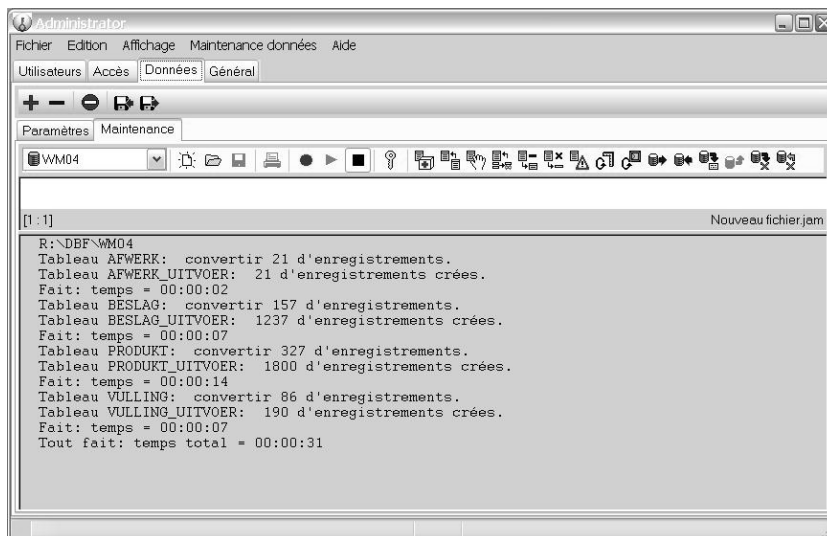 Administrator
Fichier Edition Affichage Maintenance données Aide
Utilisateurs Accès Données Général
Paramètres Maintenance
WM04
[1 : 1] Nouveau fichier.jam
R:\DBF\WM04
Tableau AFWERK: convertir 21 d'enregistrements.
Tableau AFWERK_UITVOER: 21 d'enregistrements crées.
Fait: temps = 00:00:02
Tableau BESLAG: convertir 157 d'enregistrements.
Tableau BESLAG_UITVOER: 1237 d'enregistrements crées.
Fait: temps = 00:00:07
Tableau PRODUKT: convertir 327 d'enregistrements.
Tableau PRODUKT_UITVOER: 1800 d'enregistrements crées.
Fait: temps = 00:00:14
Tableau VULLING: convertir 86 d'enregistrements.
Tableau VULLING_UITVOER: 190 d'enregistrements crées.
Fait: temps = 00:00:07
Tout fait: temps total = 00:00:31